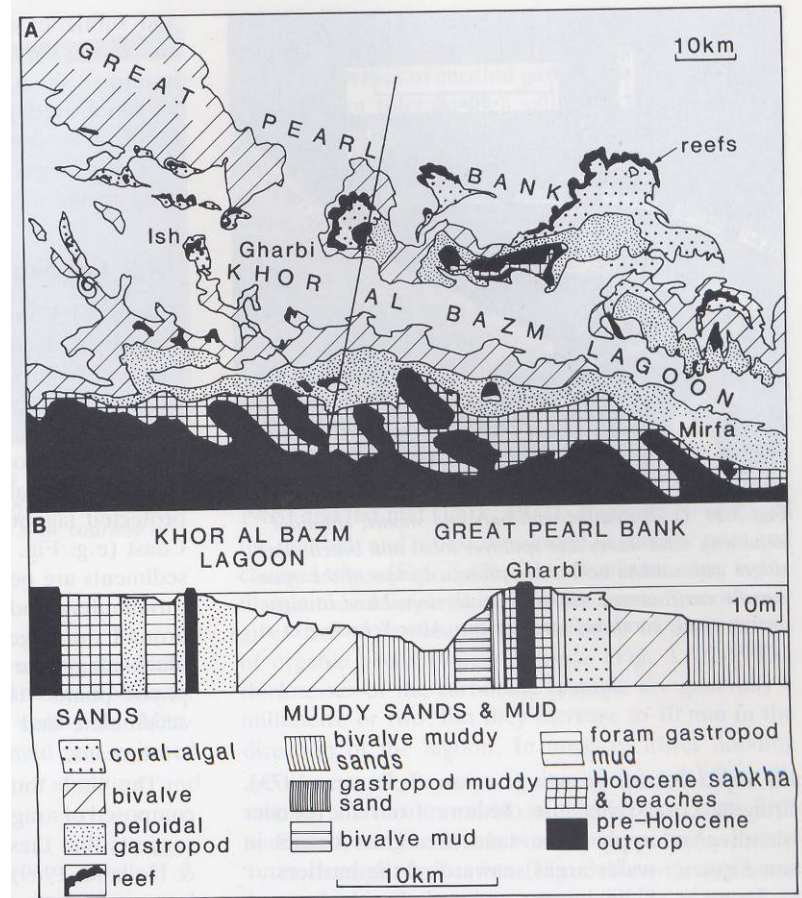 A
10km
GREAT
PEARL
BANK
reefs
Ish
Gharbi
KHOR AL BAZM LAGOON
Mirfa
B
KHOR AL BAZM
LAGOON
GREAT PEARL BANK
Gharbi
10m
SANDS
coral-algal
bivalve
peloidal
gastropod
reef
MUDDY SANDS & MUD
bivalve muddy
sands
gastropod muddy
sand
bivalve mud
10km
foram gastropod
mud
Holocene sabkha
& beaches
pre-Holocene
outcrop